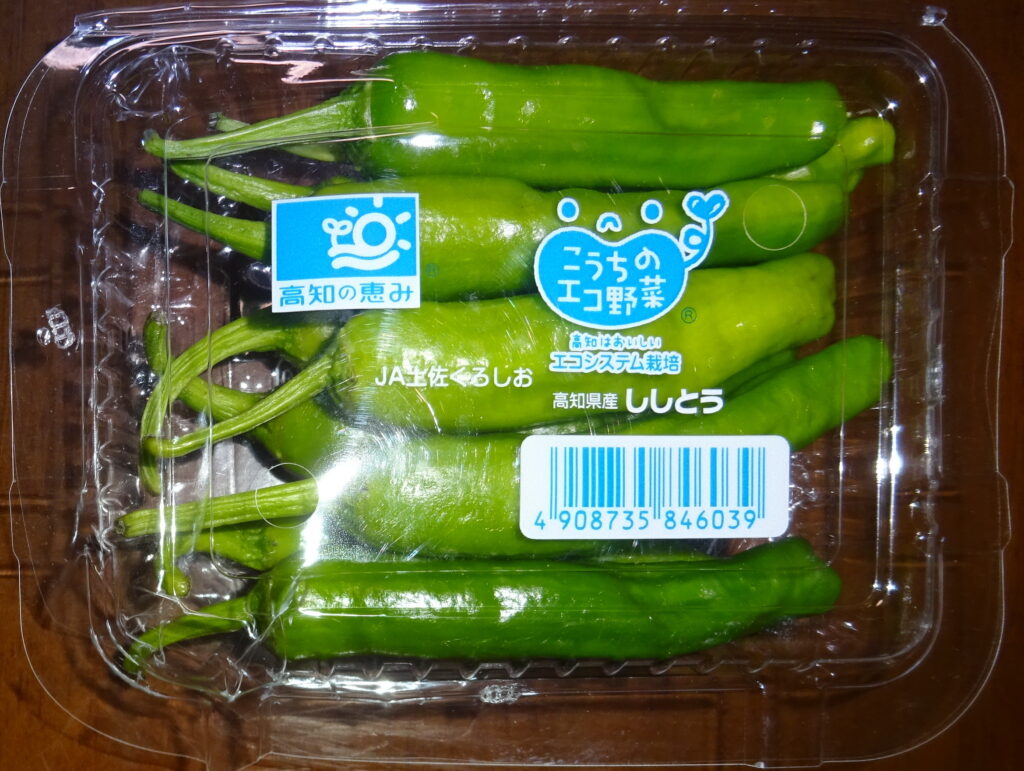 高知の恵み
®
こうちの
エコ野菜
®
高知はおいしい
エコシステム栽培
JA土佐くろしお
高知県産 ししとう
4 908735 846039